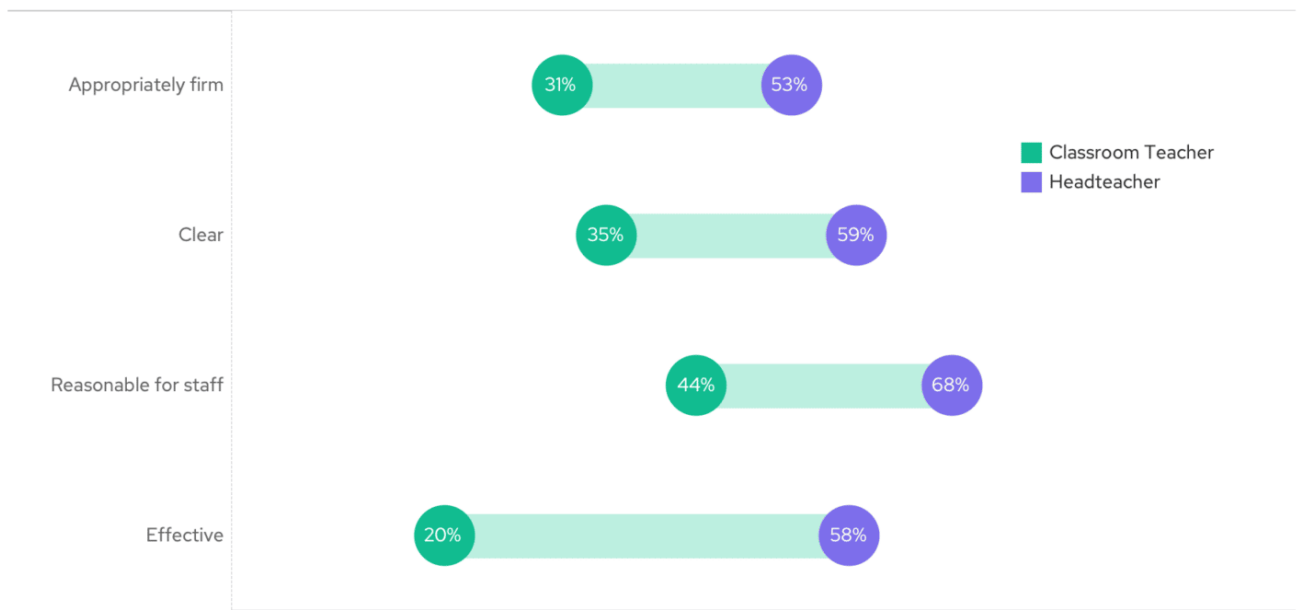 Appropriately firm
31%
53%
Classroom Teacher
Headteacher
Clear
35%
59%
Reasonable for staff
44%
68%
Effective
20%
58%